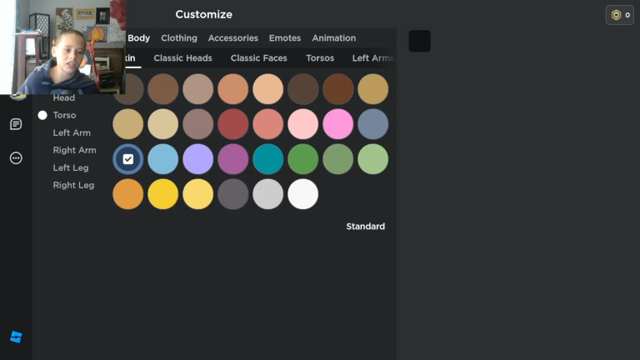 Customize
0
Body Clothing Accessories Emotes Animation
Classic Heads Classic Faces Torsos Left Arms
Head
Torso
Left Arm
Right Arm
Left Leg
Right Leg
Standard